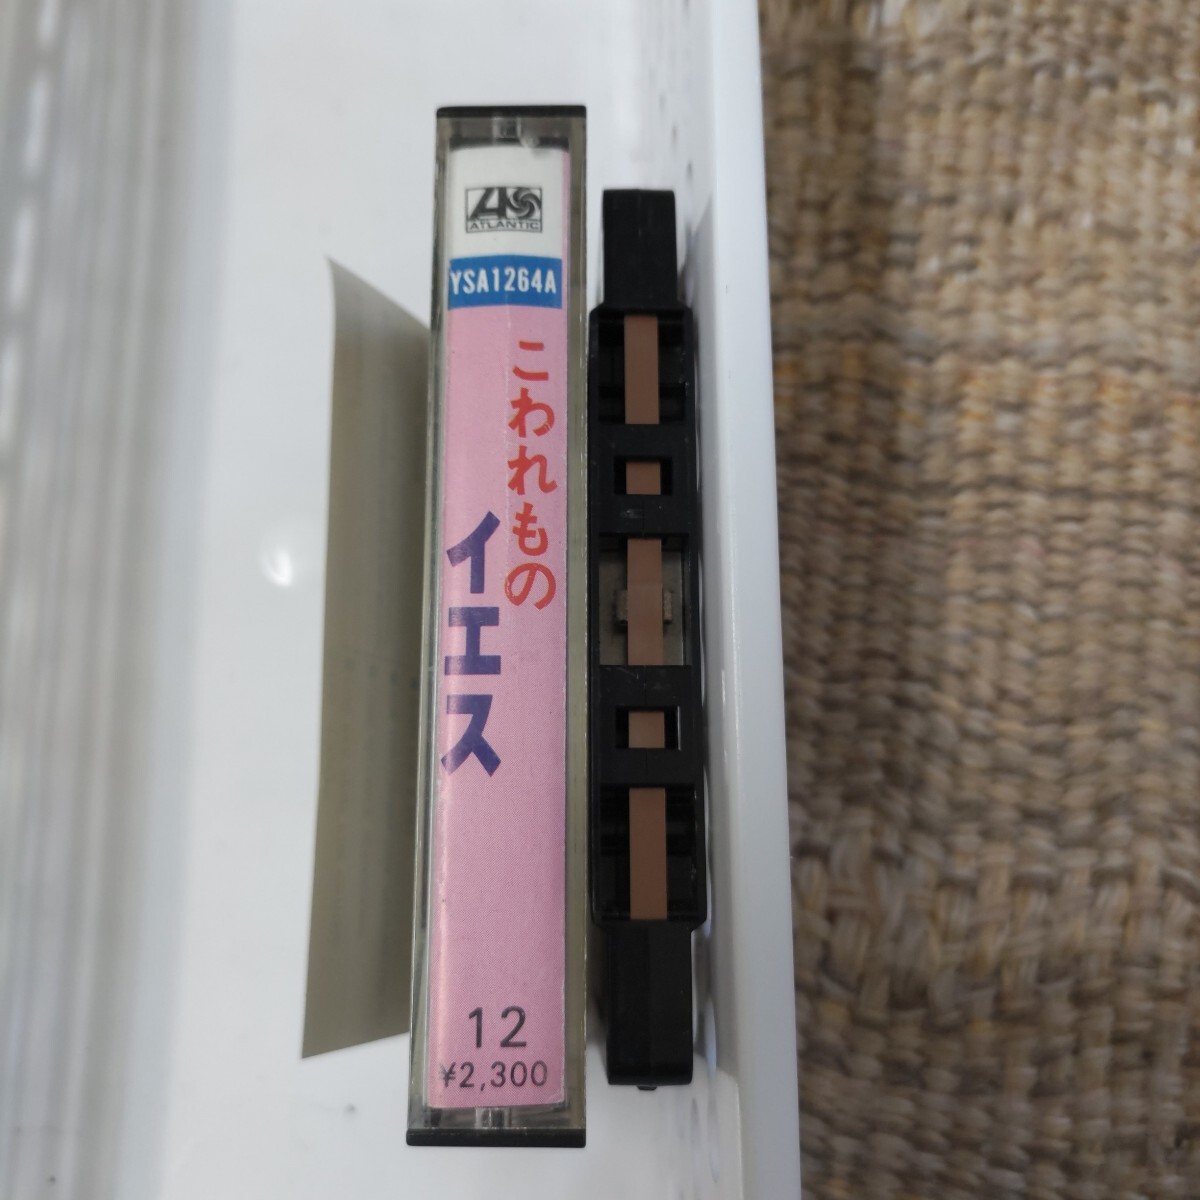 ATLANTIC
YSA1264A
こわれもの
イエス
12
¥2,300